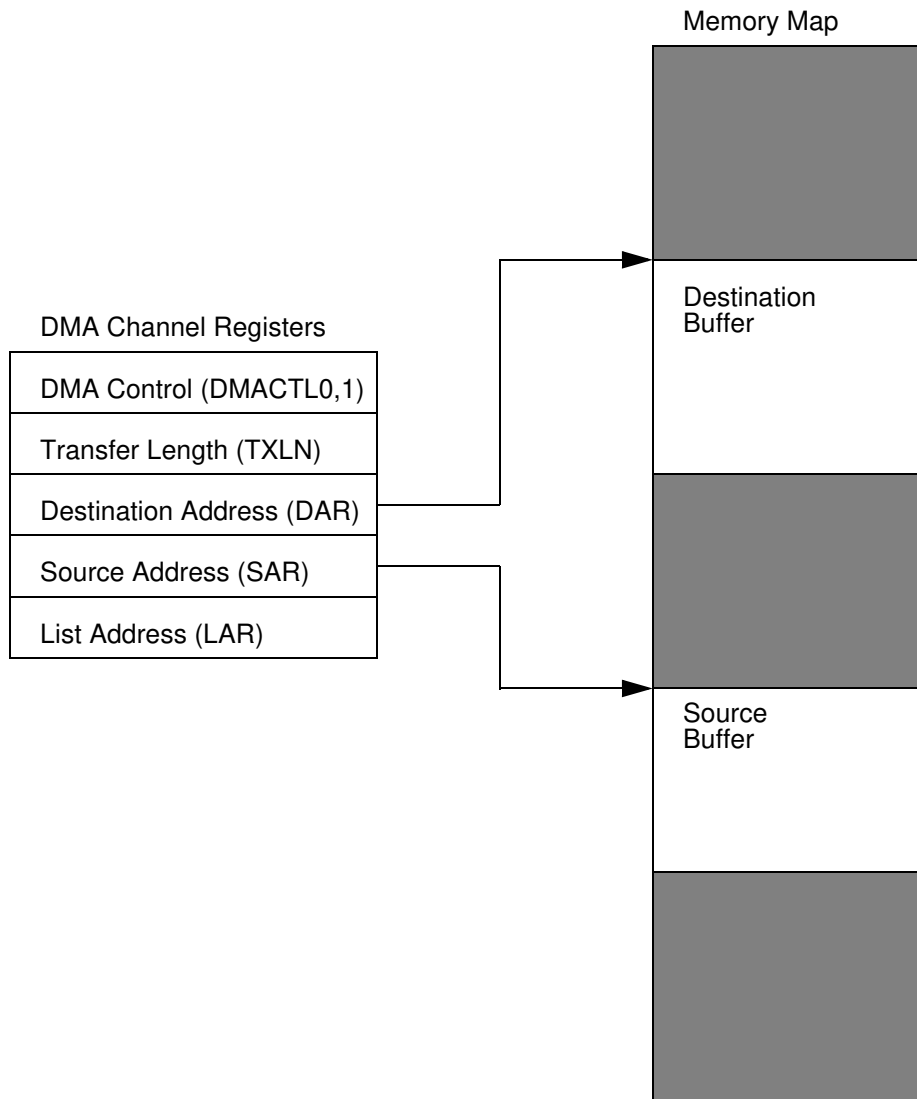 Memory Map
Destination
Buffer
DMA Channel Registers
DMA Control (DMACTL0,1)
Transfer Length (TXLN)
Destination Address (DAR)
Source Address (SAR)
List Address (LAR)
Source
Buffer